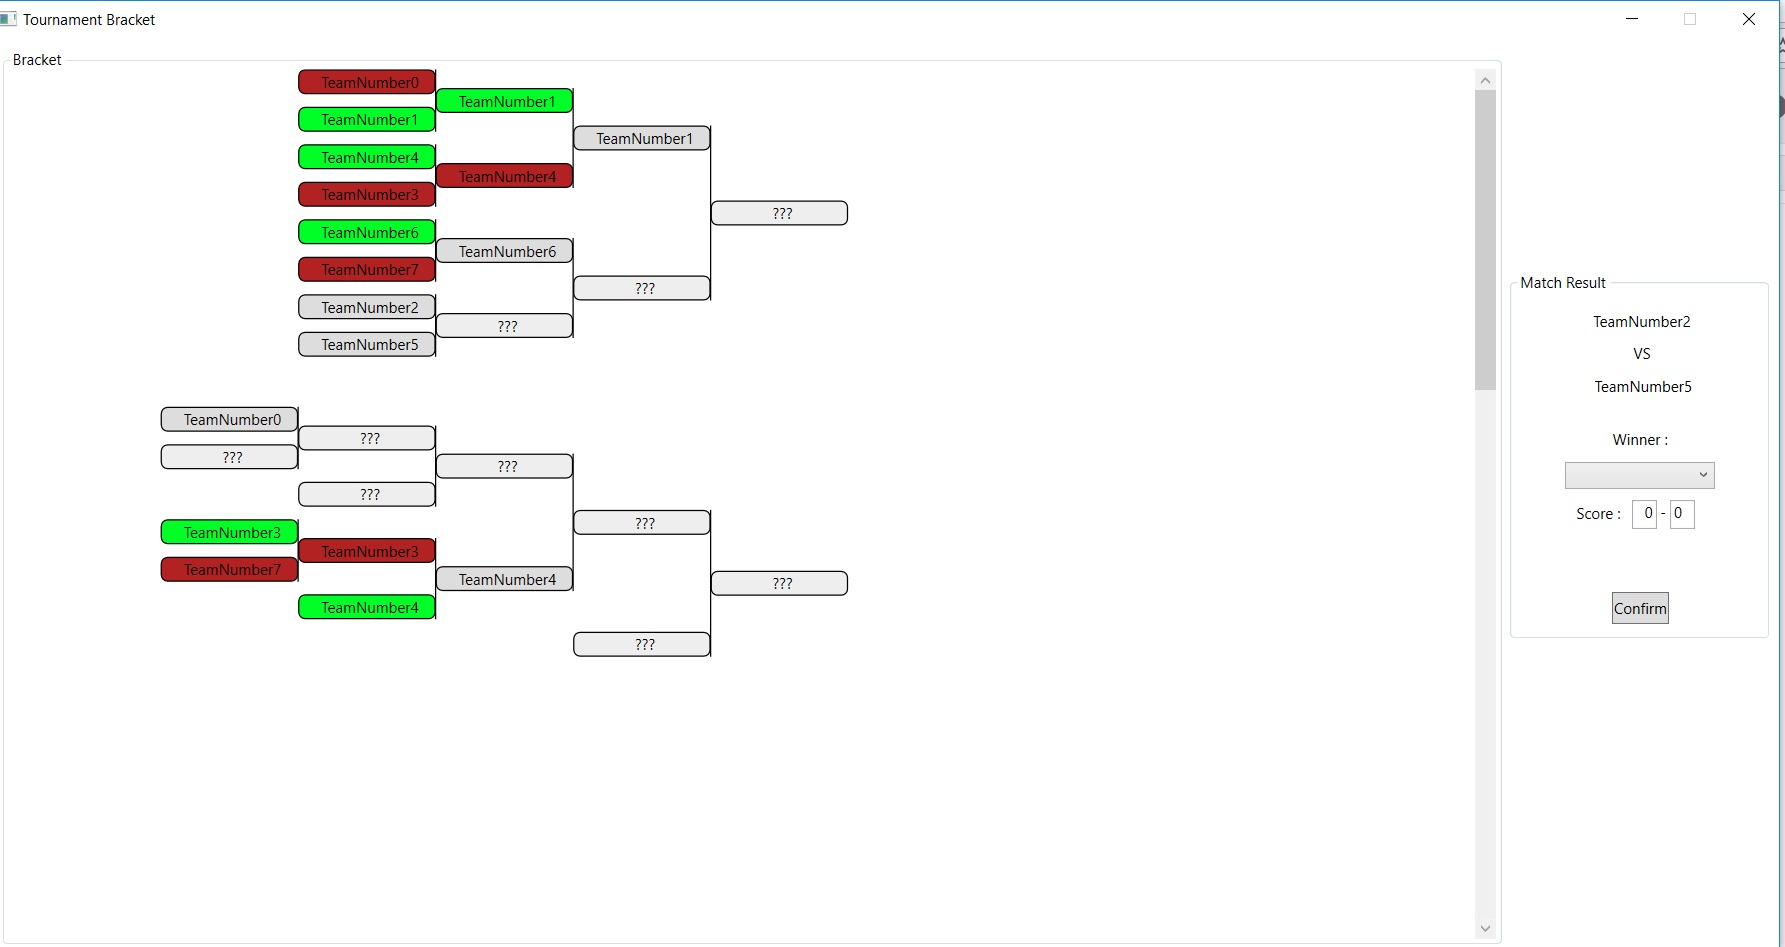 Tournament Bracket
Bracket
TeamNumber0
TeamNumber1
TeamNumber1
TeamNumber1
TeamNumber4
TeamNumber4
TeamNumber3
???
TeamNumber6
TeamNumber6
TeamNumber7
???
TeamNumber2
???
TeamNumber5
TeamNumber0
???
???
???
???
???
TeamNumber3
TeamNumber3
TeamNumber7
TeamNumber4
???
TeamNumber4
???
Match Result
TeamNumber2
VS
TeamNumber5
Winner :
Score : 0 - 0
Confirm